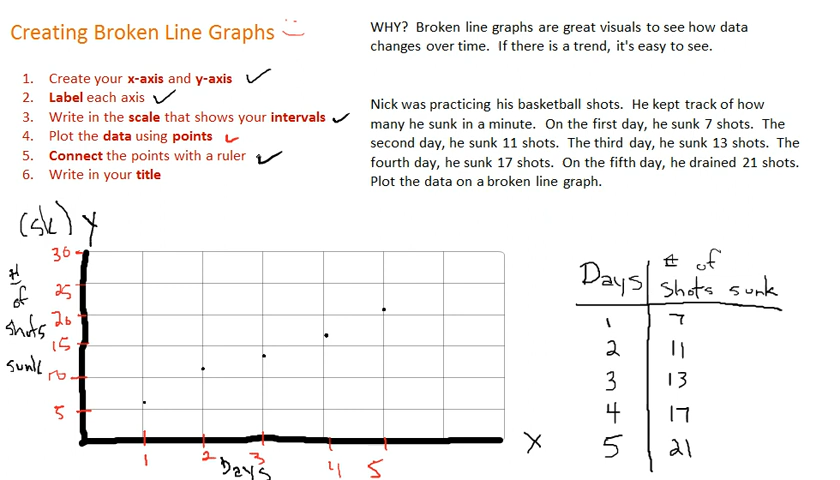 Creating Broken Line Graphs
1. Create your x-axis and y-axis
2. Label each axis
3. Write in the scale that shows your intervals
4. Plot the data using points
5. Connect the points with a ruler
6. Write in your title
WHY? Broken line graphs are great visuals to see how data
changes over time. If there is a trend, it's easy to see.
Nick was practicing his basketball shots. He kept track of how
many he sunk in a minute. On the first day, he sunk 7 shots. The
second day, he sunk 11 shots. The third day, he sunk 13 shots. The
fourth day, he sunk 17 shots. On the fifth day, he drained 21 shots.
Plot the data on a broken line graph.
(sk) Y
30
25
20
15
10
5
#
of
shots
sunk
1 2 3 4 5
Days
X
Days # of
shots sunk
1 7
2 11
3 13
4 17
5 21